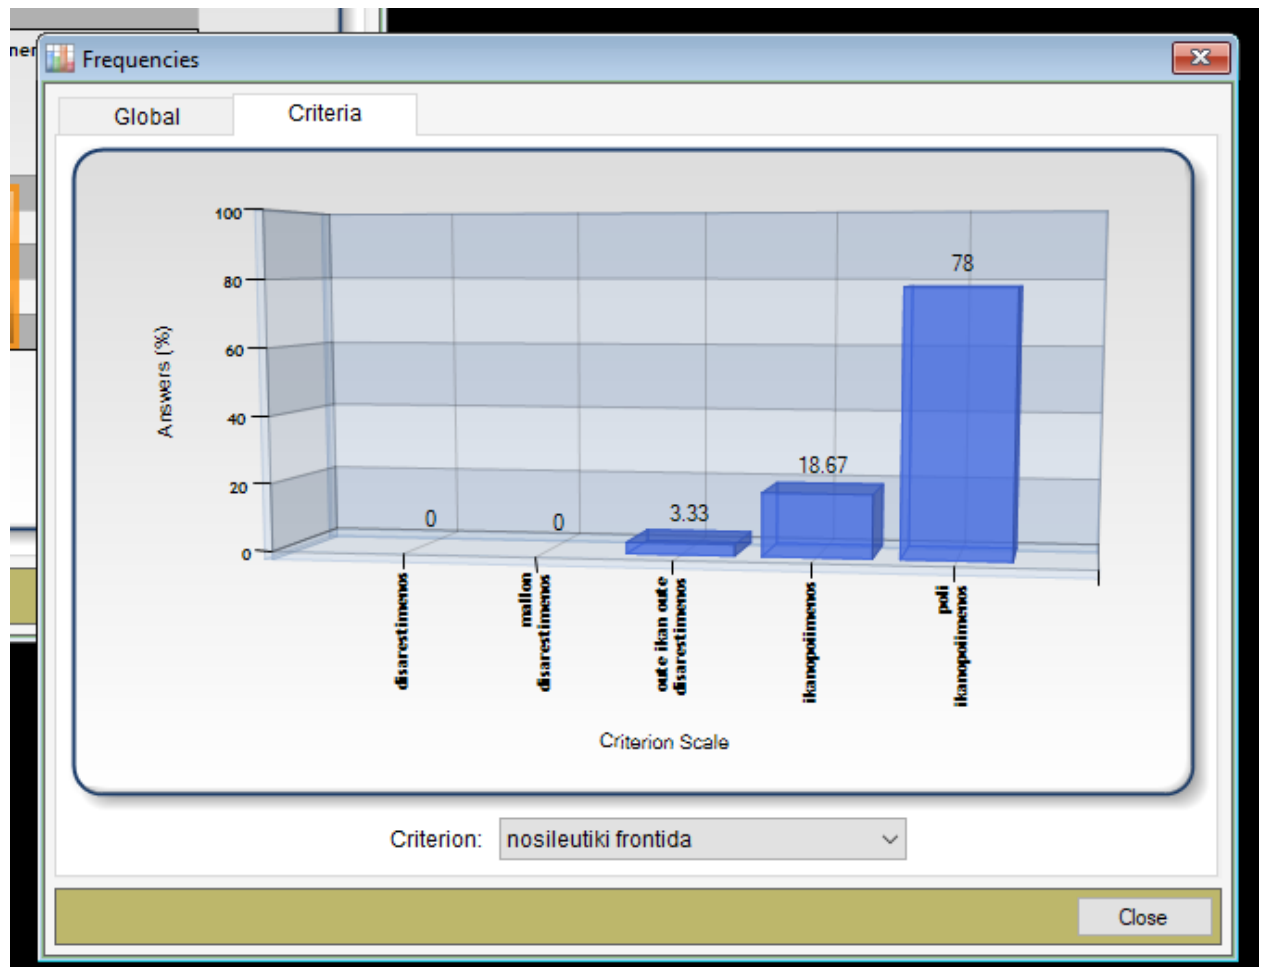 Frequencies
Global
Criteria
100
80
60
40
20
0
Answers (%)
0
0
3.33
18.67
78
disarestimenos
mallon
disarestimenos
oute ikan oute
disarestimenos
ikanopoiimenos
poli
ikanopoiimenos
Criterion Scale
Criterion:
nosileutiki frontida
Close